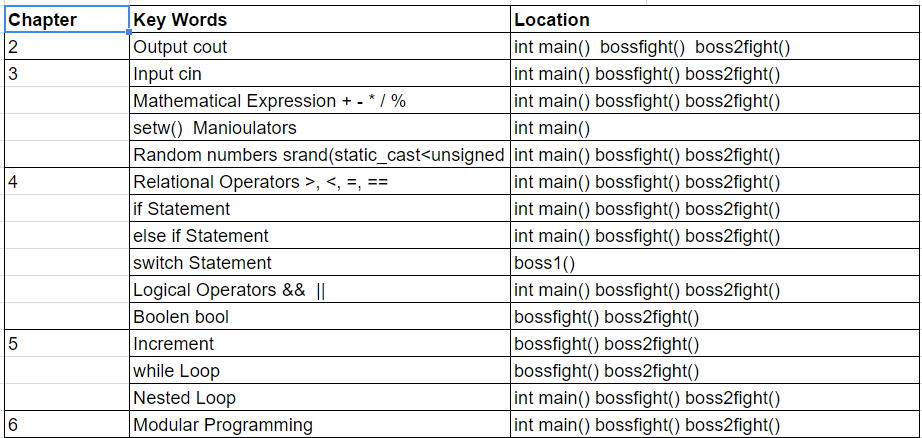 Chapter Key Words Location
2 Output cout int main()  bossfight()  boss2fight()
3 Input cin int main() bossfight() boss2fight()
Mathematical Expression + - * / % int main() bossfight() boss2fight()
setw()  Manioulators int main()
Random numbers srand(static_cast<unsigned int main() bossfight() boss2fight()
4 Relational Operators >, <, =, == int main() bossfight() boss2fight()
if Statement int main() bossfight() boss2fight()
else if Statement int main() bossfight() boss2fight()
switch Statement boss1()
Logical Operators &&  || int main() bossfight() boss2fight()
Boolen bool bossfight() boss2fight()
5 Increment bossfight() boss2fight()
while Loop bossfight() boss2fight()
Nested Loop int main() bossfight() boss2fight()
6 Modular Programming int main() bossfight() boss2fight()